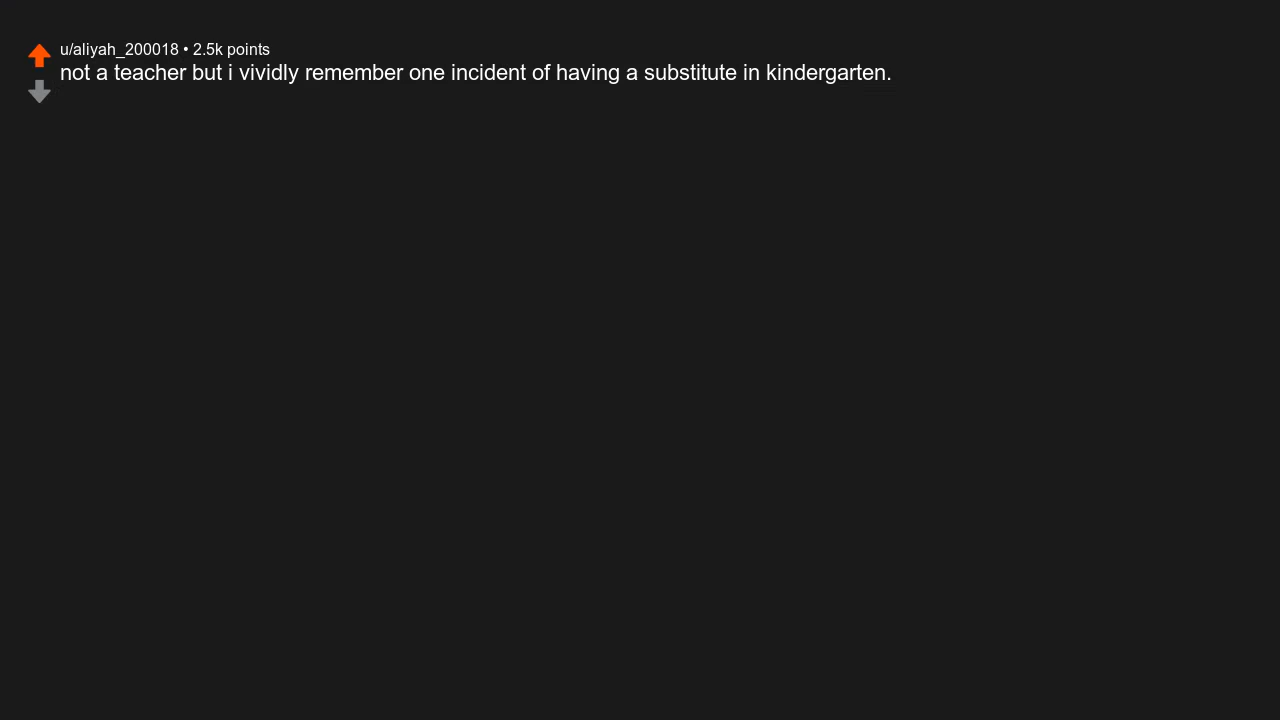 u/aliyah_200018 • 2.5k points
not a teacher but i vividly remember one incident of having a substitute in kindergarten.